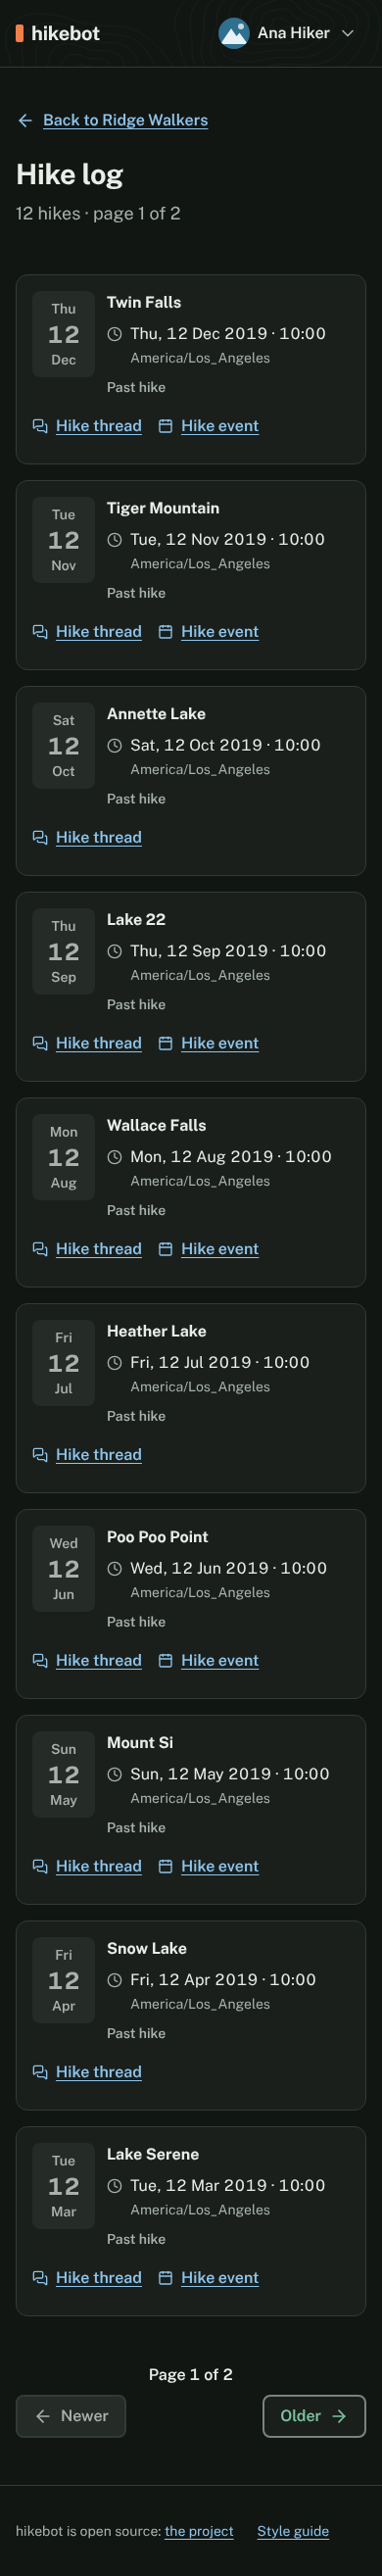 hikebot
Ana Hiker
Back to Ridge Walkers
Hike log
12 hikes · page 1 of 2
Thu
12
Dec
Twin Falls
Thu, 12 Dec 2019 · 10:00
America/Los_Angeles
Past hike
Hike thread Hike event
Tue
12
Nov
Tiger Mountain
Tue, 12 Nov 2019 · 10:00
America/Los_Angeles
Past hike
Hike thread Hike event
Sat
12
Oct
Annette Lake
Sat, 12 Oct 2019 · 10:00
America/Los_Angeles
Past hike
Hike thread
Thu
12
Sep
Lake 22
Thu, 12 Sep 2019 · 10:00
America/Los_Angeles
Past hike
Hike thread Hike event
Mon
12
Aug
Wallace Falls
Mon, 12 Aug 2019 · 10:00
America/Los_Angeles
Past hike
Hike thread Hike event
Fri
12
Jul
Heather Lake
Fri, 12 Jul 2019 · 10:00
America/Los_Angeles
Past hike
Hike thread
Wed
12
Jun
Poo Poo Point
Wed, 12 Jun 2019 · 10:00
America/Los_Angeles
Past hike
Hike thread Hike event
Sun
12
May
Mount Si
Sun, 12 May 2019 · 10:00
America/Los_Angeles
Past hike
Hike thread Hike event
Fri
12
Apr
Snow Lake
Fri, 12 Apr 2019 · 10:00
America/Los_Angeles
Past hike
Hike thread
Tue
12
Mar
Lake Serene
Tue, 12 Mar 2019 · 10:00
America/Los_Angeles
Past hike
Hike thread Hike event
Page 1 of 2
Newer
Older
hikebot is open source: the project Style guide